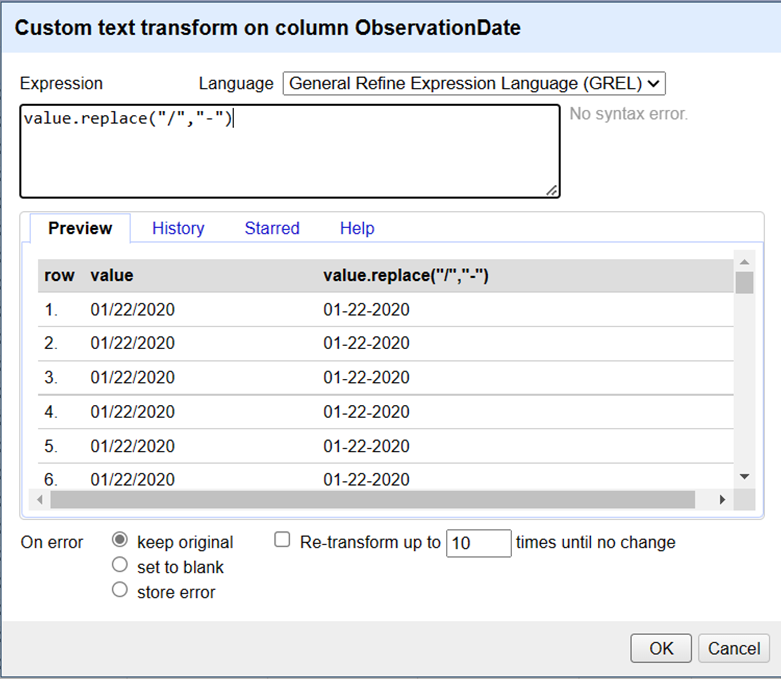 Custom text transform on column ObservationDate
Expression Language General Refine Expression Language (GREL)
value.replace("/","-") No syntax error.
Preview History Starred Help
row value value.replace("/","-")
1. 01/22/2020 01-22-2020
2. 01/22/2020 01-22-2020
3. 01/22/2020 01-22-2020
4. 01/22/2020 01-22-2020
5. 01/22/2020 01-22-2020
6. 01/22/2020 01-22-2020
On error keep original Re-transform up to 10 times until no change
set to blank
store error
OK Cancel